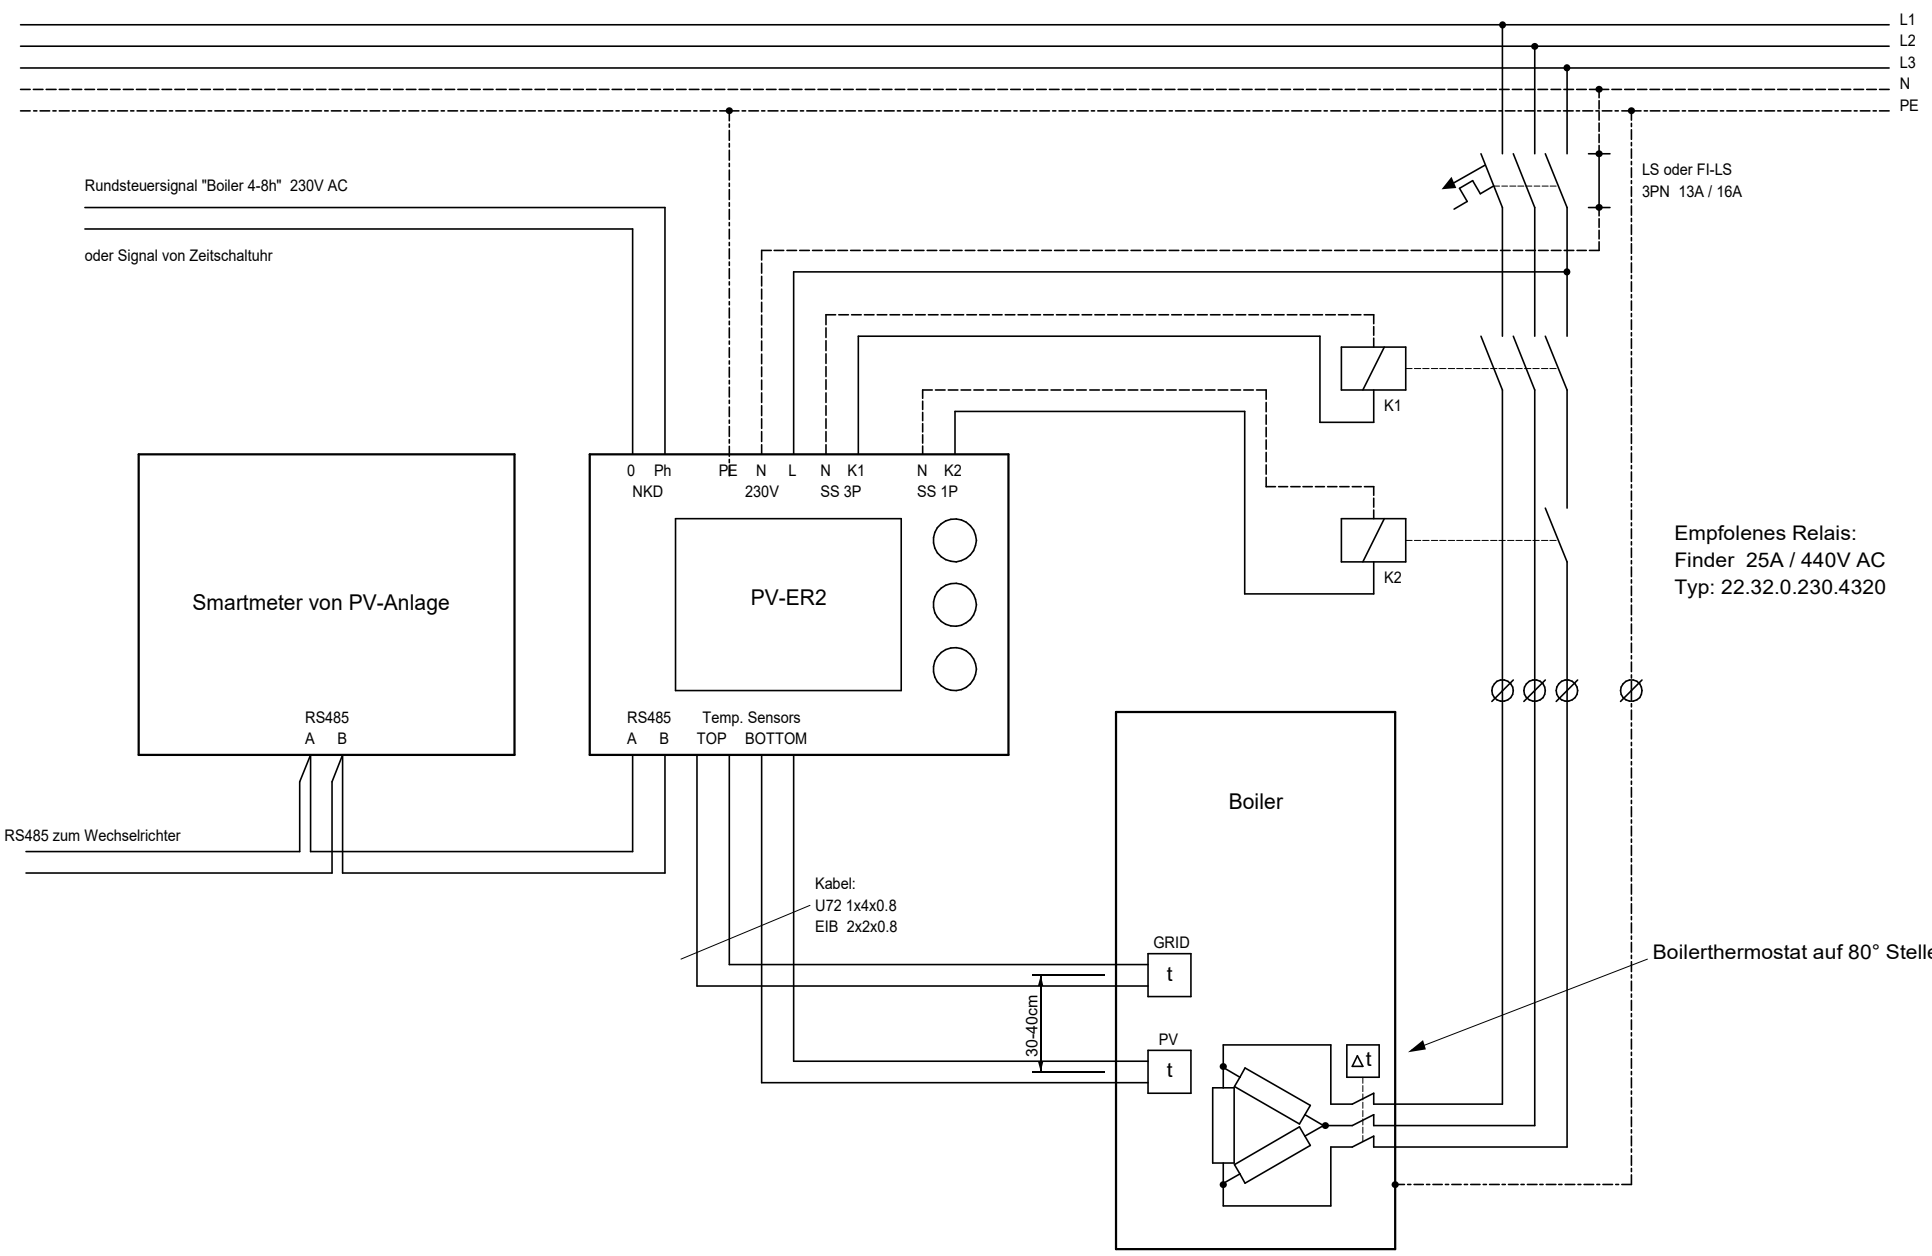 L1
L2
L3
N
PE
Rundsteuersignal "Boiler 4-8h" 230V AC
oder Signal von Zeitschaltuhr
LS oder FI-LS
3PN 13A / 16A
K1
K2
Empfolenes Relais:
Finder 25A / 440V AC
Typ: 22.32.0.230.4320
0 Ph PE N L N K1 N K2
NKD 230V SS 3P SS 1P
Smartmeter von PV-Anlage
PV-ER2
RS485
A B
RS485 Temp. Sensors
A B TOP BOTTOM
RS485 zum Wechselrichter
Kabel:
U72 1x4x0.8
EIB 2x2x0.8
Boiler
GRID
t
30-40cm
PV
t
Δt
Boilerthermostat auf 80° Stelle